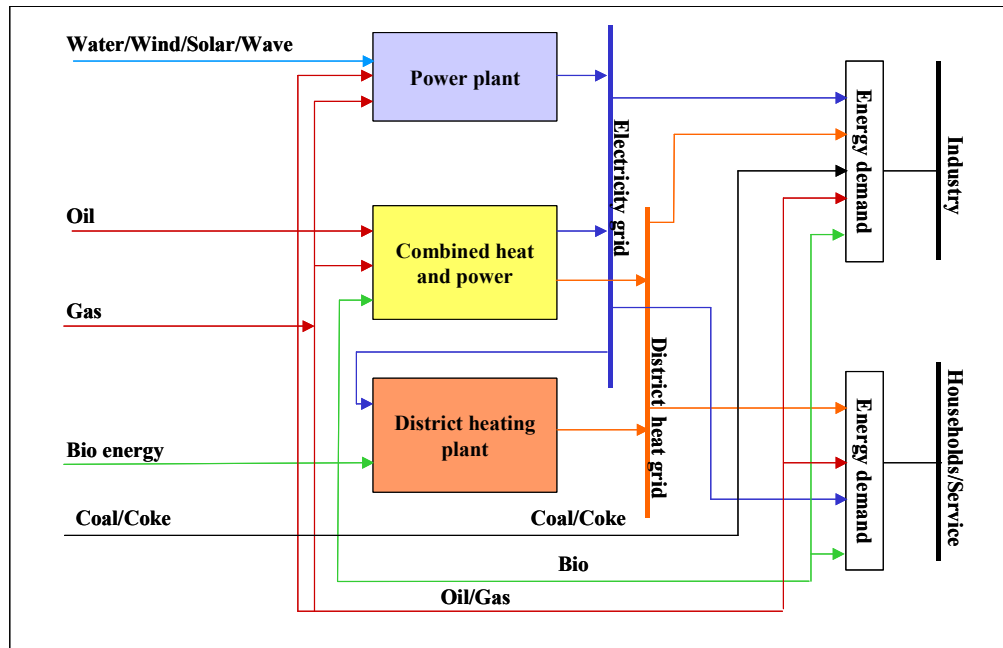 Water/Wind/Solar/Wave
Power plant
Electricity grid
Energy demand
Industry
Oil
Combined heat
and power
Gas
District heat grid
District heating
plant
Bio energy
Energy demand
Households/Service
Coal/Coke
Coal/Coke
Bio
Oil/Gas